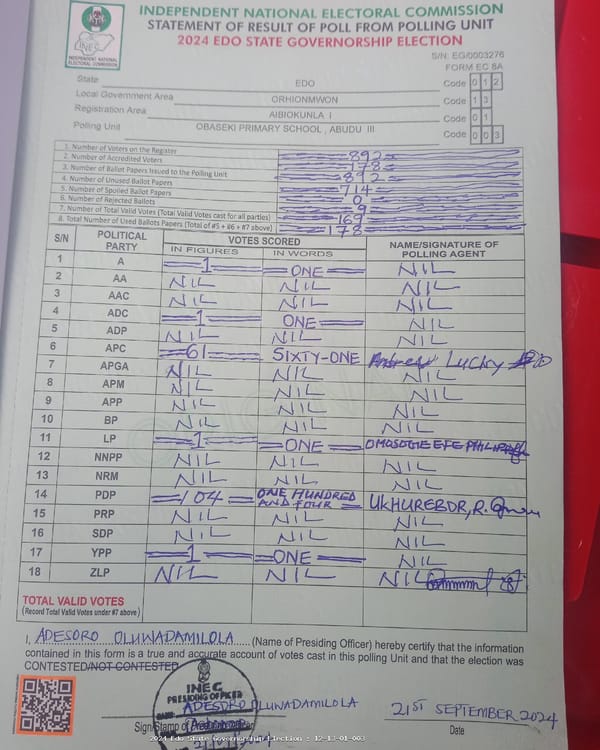 INDEPENDENT NATIONAL ELECTORAL COMMISSION
STATEMENT OF RESULT OF POLL FROM POLLING UNIT
2024 EDO STATE GOVERNORSHIP ELECTION
INEC
INDEPENDENT NATIONAL ELECTORAL COMMISSION
S/N: EG/0003276
FORM EC 8A
State EDO Code 0 1 2
Local Government Area ORHIONMWON Code 1 3
Registration Area AIBIOKUNLA I Code 0 1
Polling Unit OBASEKI PRIMARY SCHOOL, ABUDU III Code 0 0 3
1. Number of Voters on the Register 892
2. Number of Accredited Voters 178
3. Number of Ballot Papers Issued to the Polling Unit 892
4. Number of Unused Ballot Papers 714
5. Number of Spoiled Ballot Papers 0
6. Number of Rejected Ballots 9
7. Number of Total Valid Votes (Total Valid Votes cast for all parties) 169
8. Total Number of Used Ballots Papers (Total of #5 + #6 + #7 above) 178
S/N POLITICAL PARTY VOTES SCORED NAME/SIGNATURE OF POLLING AGENT
IN FIGURES IN WORDS
1 A 1 ONE NIL
2 AA NIL NIL NIL
3 AAC NIL NIL NIL
4 ADC 1 ONE NIL
5 ADP NIL NIL NIL
6 APC 61 SIXTY-ONE Andrew Lucky
7 APGA NIL NIL NIL
8 APM NIL NIL NIL
9 APP NIL NIL NIL
10 BP NIL NIL NIL
11 LP 1 ONE OMOSOGIE EFE PHILIP
12 NNPP NIL NIL NIL
13 NRM NIL NIL NIL
14 PDP 104 ONE HUNDRED AND FOUR UKHUREBOR, R.
15 PRP NIL NIL NIL
16 SDP NIL NIL NIL
17 YPP 1 ONE NIL
18 ZLP NIL NIL NIL
TOTAL VALID VOTES
(Record Total Valid Votes under #7 above)
I, ADESORO OLUWADAMILOLA (Name of Presiding Officer) hereby certify that the information
contained in this form is a true and accurate account of votes cast in this polling Unit and that the election was
CONTESTED/NOT CONTESTED
INEC
PRESIDING OFFICER
ADESORO OLUWADAMILOLA 21ST SEPTEMBER 2024
Sign/Stamp of Date
2024 Edo State Governorship Election : 12-13-01-003